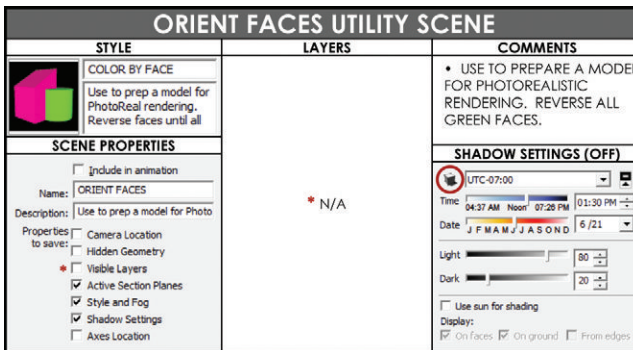 ORIENT FACES UTILITY SCENE
STYLE
COLOR BY FACE
Use to prep a model for
PhotoReal rendering.
Reverse faces until all
SCENE PROPERTIES
Include in animation
Name: ORIENT FACES
Description: Use to prep a model for Photo
Properties
to save:
Camera Location
Hidden Geometry
* Visible Layers
Active Section Planes
Style and Fog
Shadow Settings
Axes Location
LAYERS
* N/A
COMMENTS
• USE TO PREPARE A MODEL
FOR PHOTOREALISTIC
RENDERING. REVERSE ALL
GREEN FACES.
SHADOW SETTINGS (OFF)
UTC-07:00
Time 04:37 AM Noon 07:26 PM 01:30 PM
Date J F M A M J J A S O N D 6 /21
Light 80
Dark 20
Use sun for shading
Display:
On faces On ground From edges